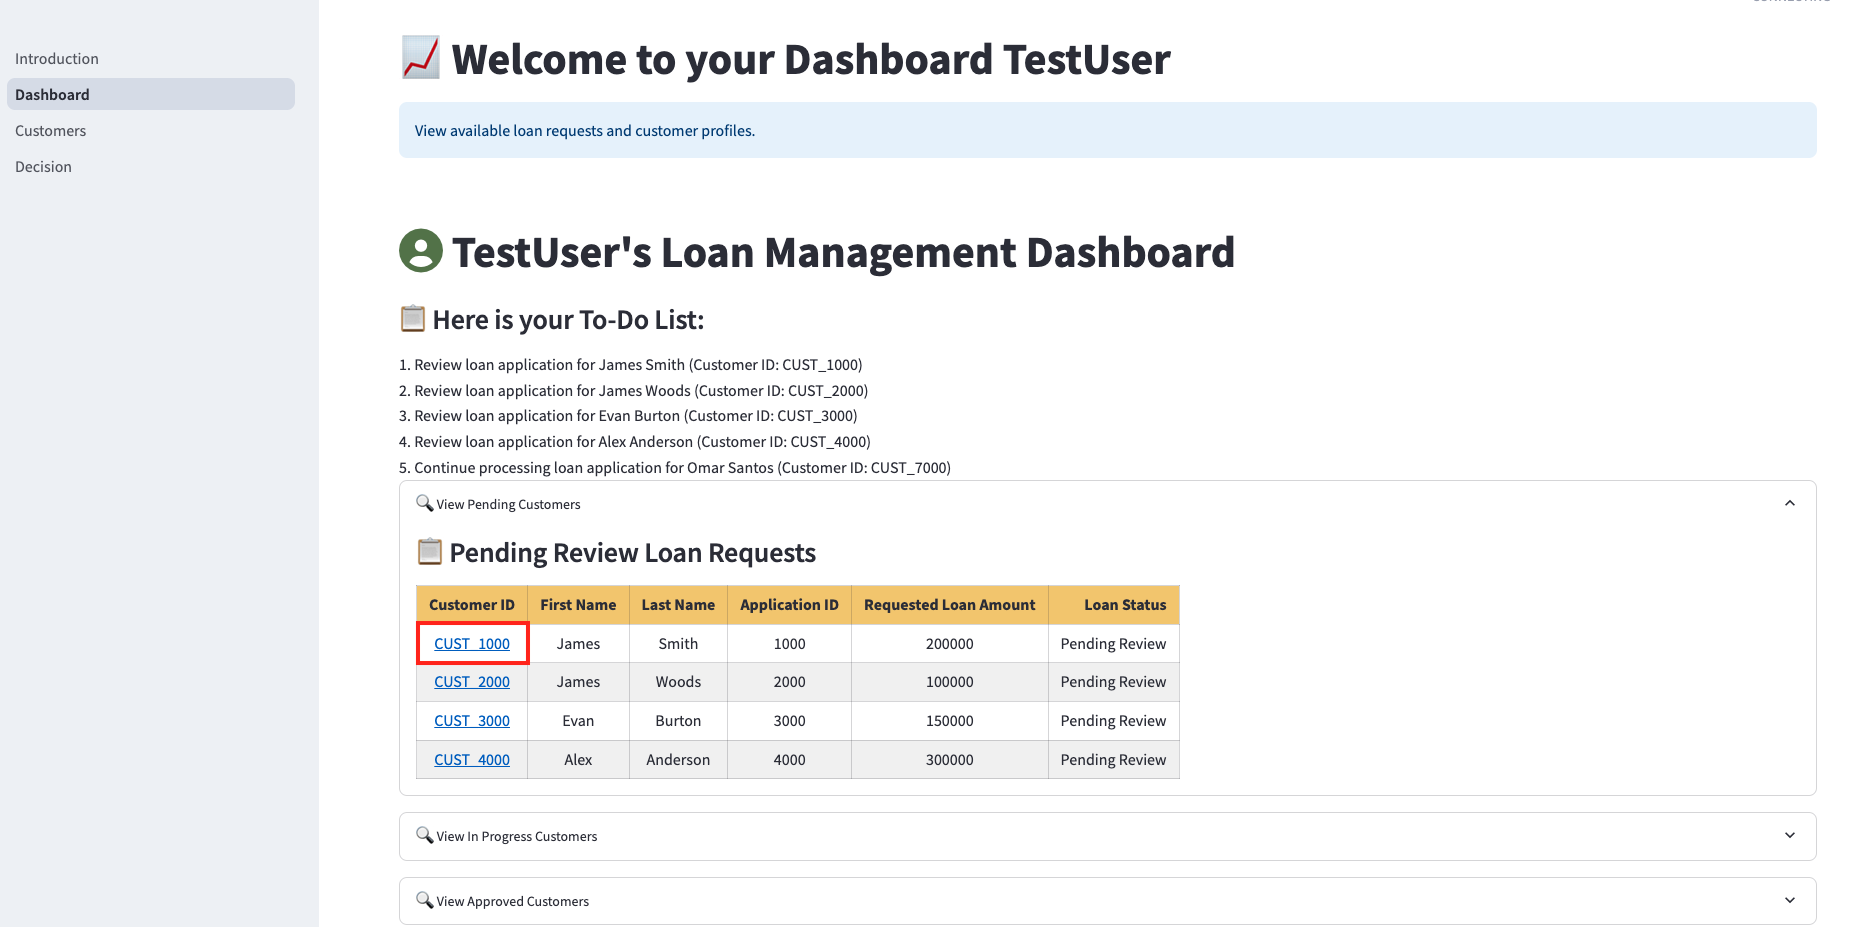 Introduction
Dashboard
Customers
Decision
Welcome to your Dashboard TestUser
View available loan requests and customer profiles.
TestUser's Loan Management Dashboard
Here is your To-Do List:
1. Review loan application for James Smith (Customer ID: CUST_1000)
2. Review loan application for James Woods (Customer ID: CUST_2000)
3. Review loan application for Evan Burton (Customer ID: CUST_3000)
4. Review loan application for Alex Anderson (Customer ID: CUST_4000)
5. Continue processing loan application for Omar Santos (Customer ID: CUST_7000)
View Pending Customers
Pending Review Loan Requests
Customer ID First Name Last Name Application ID Requested Loan Amount Loan Status
CUST_1000 James Smith 1000 200000 Pending Review
CUST_2000 James Woods 2000 100000 Pending Review
CUST_3000 Evan Burton 3000 150000 Pending Review
CUST_4000 Alex Anderson 4000 300000 Pending Review
View In Progress Customers
View Approved Customers